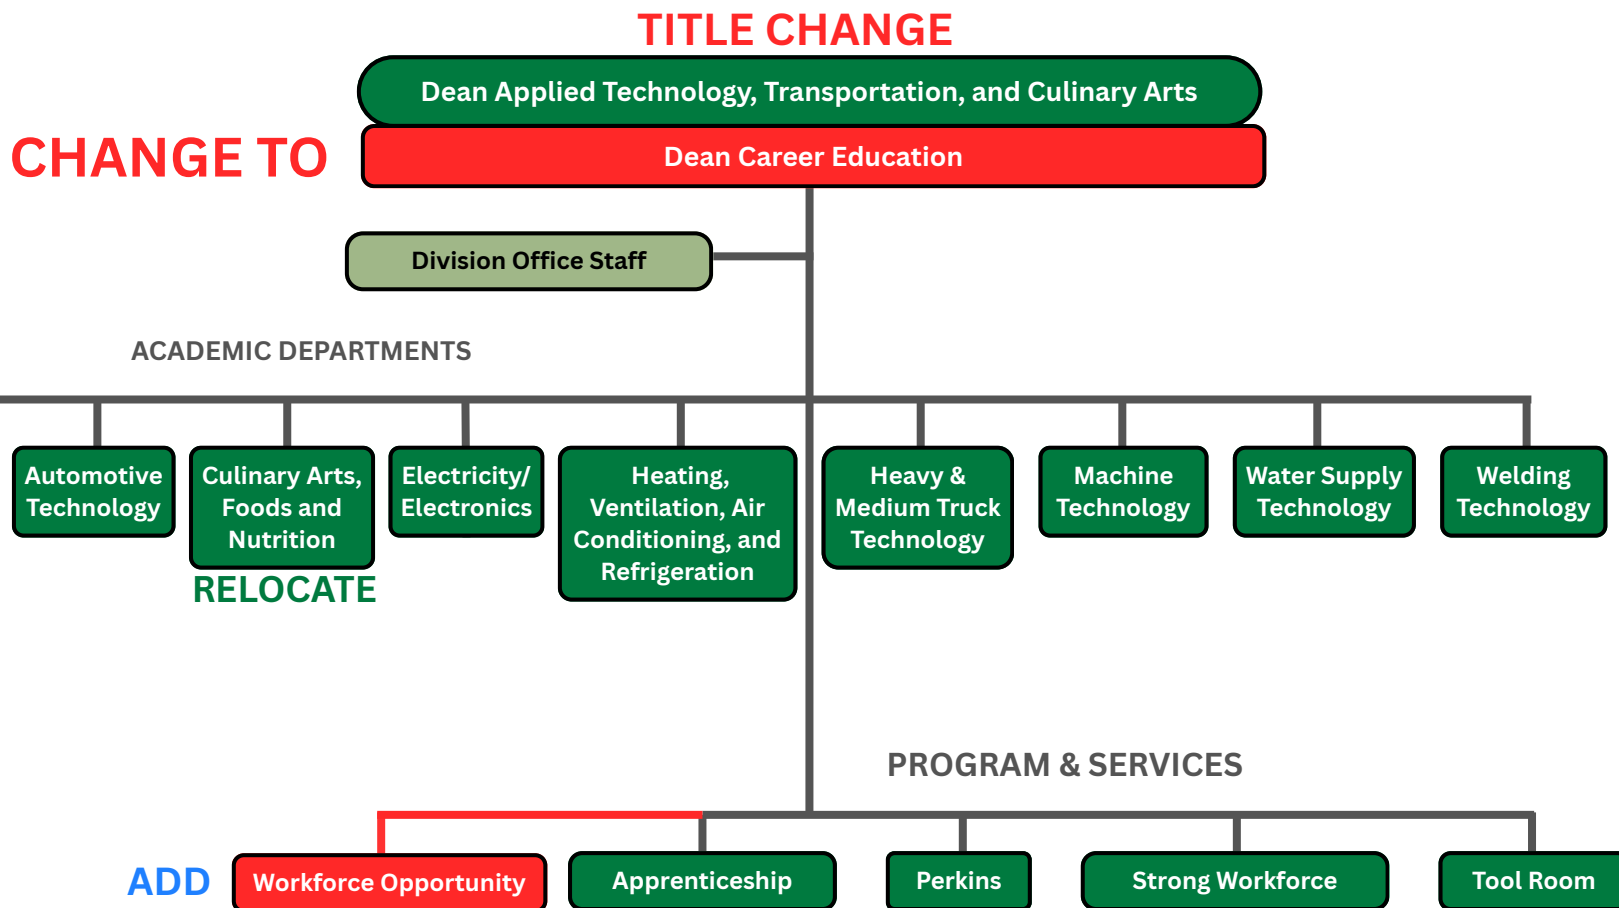 TITLE CHANGE
Dean Applied Technology, Transportation, and Culinary Arts
CHANGE TO
Dean Career Education
Division Office Staff
ACADEMIC DEPARTMENTS
Automotive
Technology
Culinary Arts,
Foods and
Nutrition
RELOCATE
Electricity/
Electronics
Heating,
Ventilation, Air
Conditioning, and
Refrigeration
Heavy &
Medium Truck
Technology
Machine
Technology
Water Supply
Technology
Welding
Technology
PROGRAM & SERVICES
ADD
Workforce Opportunity
Apprenticeship
Perkins
Strong Workforce
Tool Room